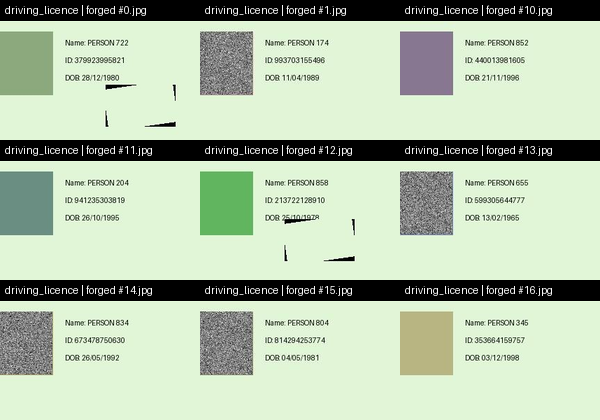 driving_licence | forged #0.jpg
Name: PERSON 722
ID: 379923995821
DOB: 28/12/1980
driving_licence | forged #1.jpg
Name: PERSON 174
ID: 993703155496
DOB: 11/04/1989
driving_licence | forged #10.jpg
Name: PERSON 852
ID: 440013981605
DOB: 21/11/1996
driving_licence | forged #11.jpg
Name: PERSON 204
ID: 941235303819
DOB: 26/10/1995
driving_licence | forged #12.jpg
Name: PERSON 858
ID: 213722128910
DOB: 25/10/1978
driving_licence | forged #13.jpg
Name: PERSON 655
ID: 599305644777
DOB: 13/02/1965
driving_licence | forged #14.jpg
Name: PERSON 834
ID: 673478750630
DOB: 26/05/1992
driving_licence | forged #15.jpg
Name: PERSON 804
ID: 814294253774
DOB: 04/05/1981
driving_licence | forged #16.jpg
Name: PERSON 345
ID: 353664159757
DOB: 03/12/1998